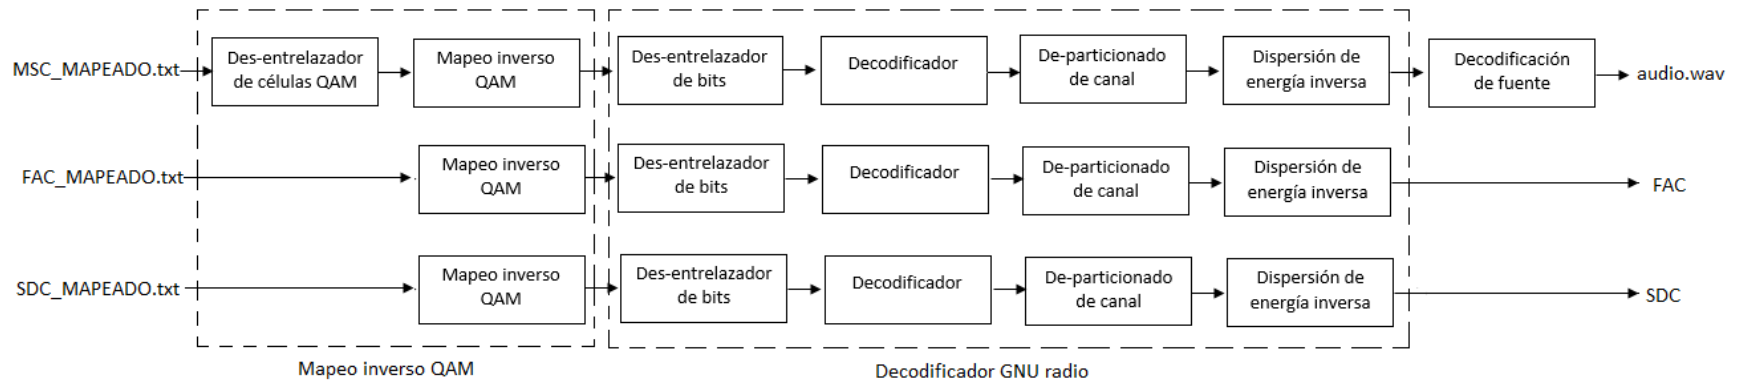 MSC_MAPEADO.txt
Des-entrelazador
de células QAM
Mapeo inverso
QAM
Des-entrelazador
de bits
Decodificador
De-particionado
de canal
Dispersión de
energía inversa
Decodificación
de fuente
audio.wav
FAC_MAPEADO.txt
Mapeo inverso
QAM
Des-entrelazador
de bits
Decodificador
De-particionado
de canal
Dispersión de
energía inversa
FAC
SDC_MAPEADO.txt
Mapeo inverso
QAM
Des-entrelazador
de bits
Decodificador
De-particionado
de canal
Dispersión de
energía inversa
SDC
Mapeo inverso QAM
Decodificador GNU radio